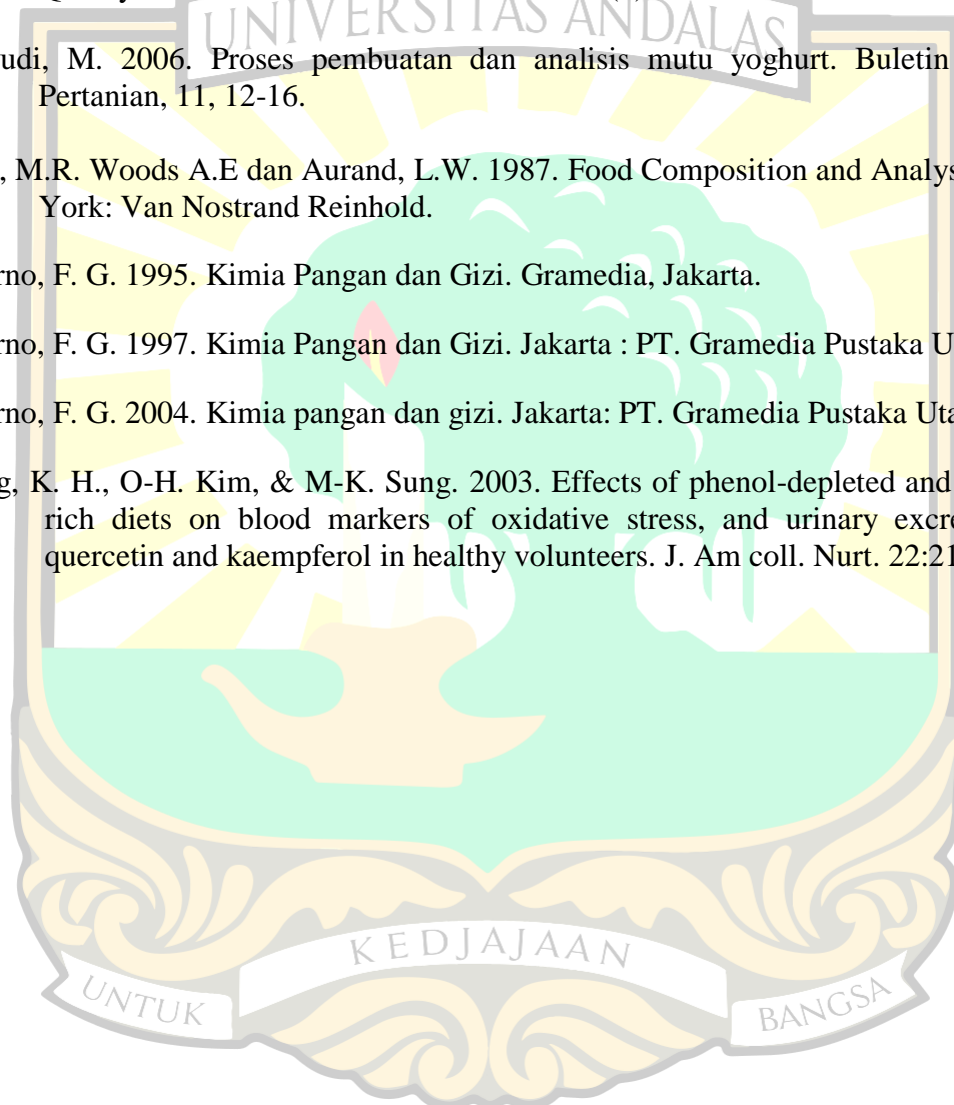 UNIVERSITAS ANDALAS
udi, M. 2006. Proses pembuatan dan analisis mutu yoghurt. Buletin
Pertanian, 11, 12-16.
, M.R. Woods A.E dan Aurand, L.W. 1987. Food Composition and Analys
York: Van Nostrand Reinhold.
rno, F. G. 1995. Kimia Pangan dan Gizi. Gramedia, Jakarta.
rno, F. G. 1997. Kimia Pangan dan Gizi. Jakarta : PT. Gramedia Pustaka U
rno, F. G. 2004. Kimia pangan dan gizi. Jakarta: PT. Gramedia Pustaka Uta
g, K. H., O-H. Kim, & M-K. Sung. 2003. Effects of phenol-depleted and
rich diets on blood markers of oxidative stress, and urinary excre
quercetin and kaempferol in healthy volunteers. J. Am coll. Nurt. 22:21
KEDJAJAAN
UNTUK
BANGSA